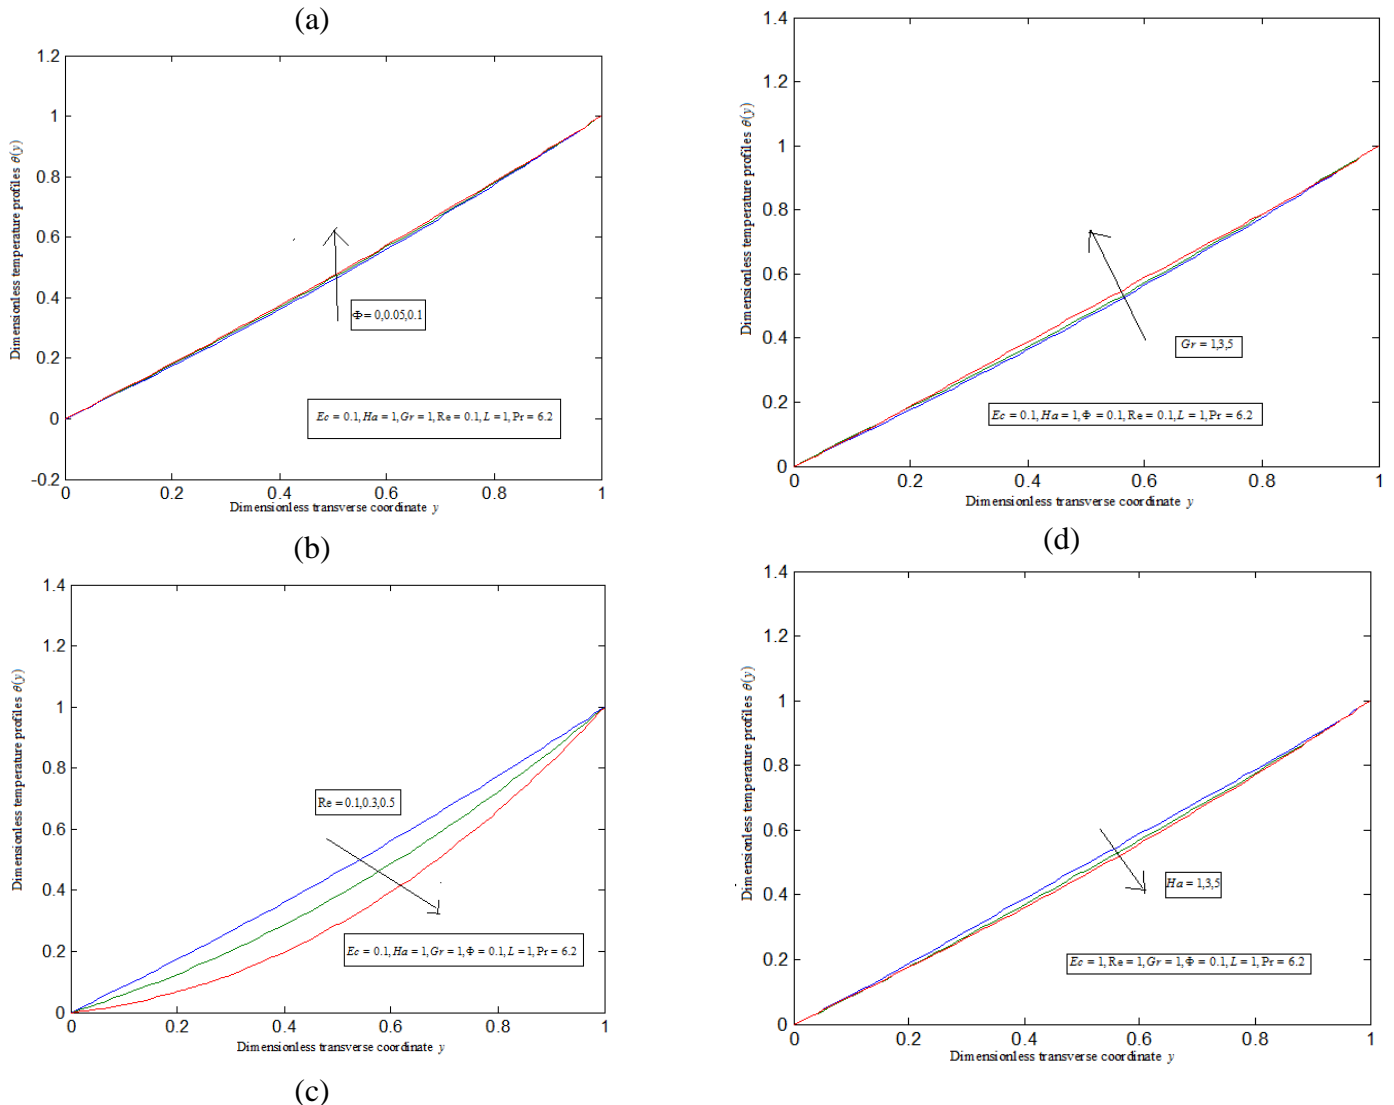 (a)
1.2
1
0.8
0.6
0.4
0.2
0
-0.2
Dimensionless temperature profiles θ(y)
Φ = 0,0.05,0.1
Ec = 0.1, Ha = 1, Gr = 1, Re = 0.1, L = 1, Pr = 6.2
0 0.2 0.4 0.6 0.8 1
Dimensionless transverse coordinate y
(b)
1.4
1.2
1
0.8
0.6
0.4
0.2
0
Dimensionless temperature profiles θ(y)
Re = 0.1,0.3,0.5
Ec = 0.1, Ha = 1, Gr = 1, Φ = 0.1, L = 1, Pr = 6.2
0 0.2 0.4 0.6 0.8 1
Dimensionless transverse coordinate y
(c)
1.4
1.2
1
0.8
0.6
0.4
0.2
0
Dimensionless temperature profiles θ(y)
Gr = 1,3,5
Ec = 0.1, Ha = 1, Φ = 0.1, Re = 0.1, L = 1, Pr = 6.2
0 0.2 0.4 0.6 0.8 1
Dimensionless transverse coordinate y
(d)
1.4
1.2
1
0.8
0.6
0.4
0.2
0
Dimensionless temperature profiles θ(y)
Ha = 1,3,5
Ec = 1, Re = 1, Gr = 1, Φ = 0.1, L = 1, Pr = 6.2
0 0.2 0.4 0.6 0.8 1
Dimensionless transverse coordinate y